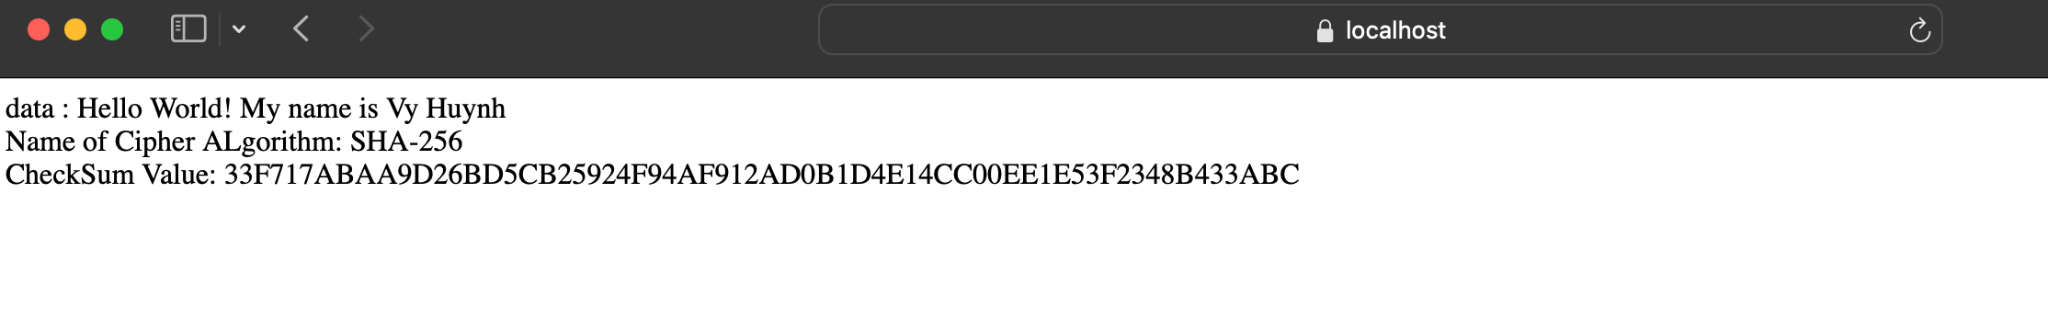 localhost
data : Hello World! My name is Vy Huynh
Name of Cipher ALgorithm: SHA-256
CheckSum Value: 33F717ABAA9D26BD5CB25924F94AF912AD0B1D4E14CC00EE1E53F2348B433ABC